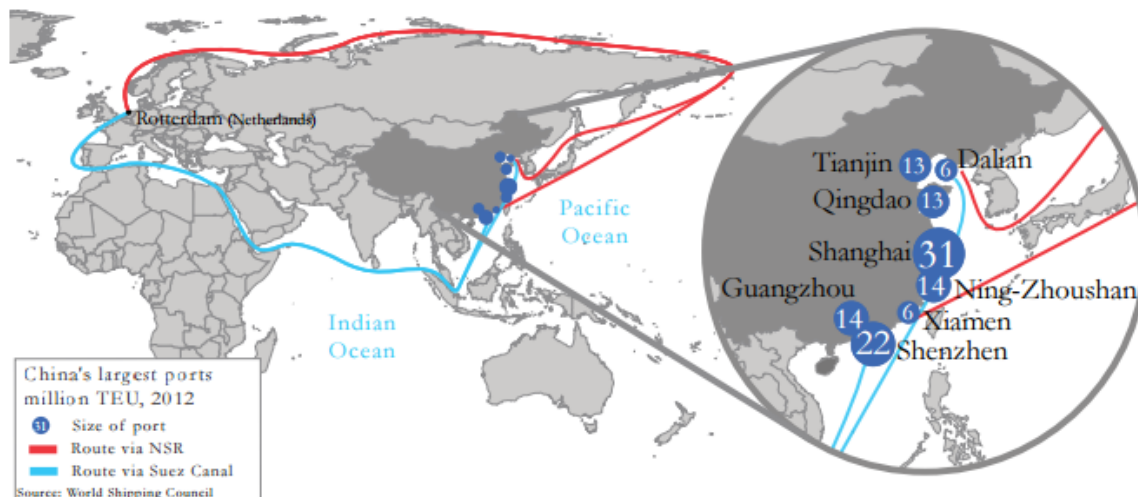 Rotterdam (Netherlands)
Pacific
Ocean
Indian
Ocean
Tianjin
13
6
Dalian
Qingdao
13
Shanghai
31
Guangzhou
14
Ning-Zhoushan
14
6
Xiamen
22
Shenzhen
China's largest ports
million TEU, 2012
31 Size of port
Route via NSR
Route via Suez Canal
Source: World Shipping Council